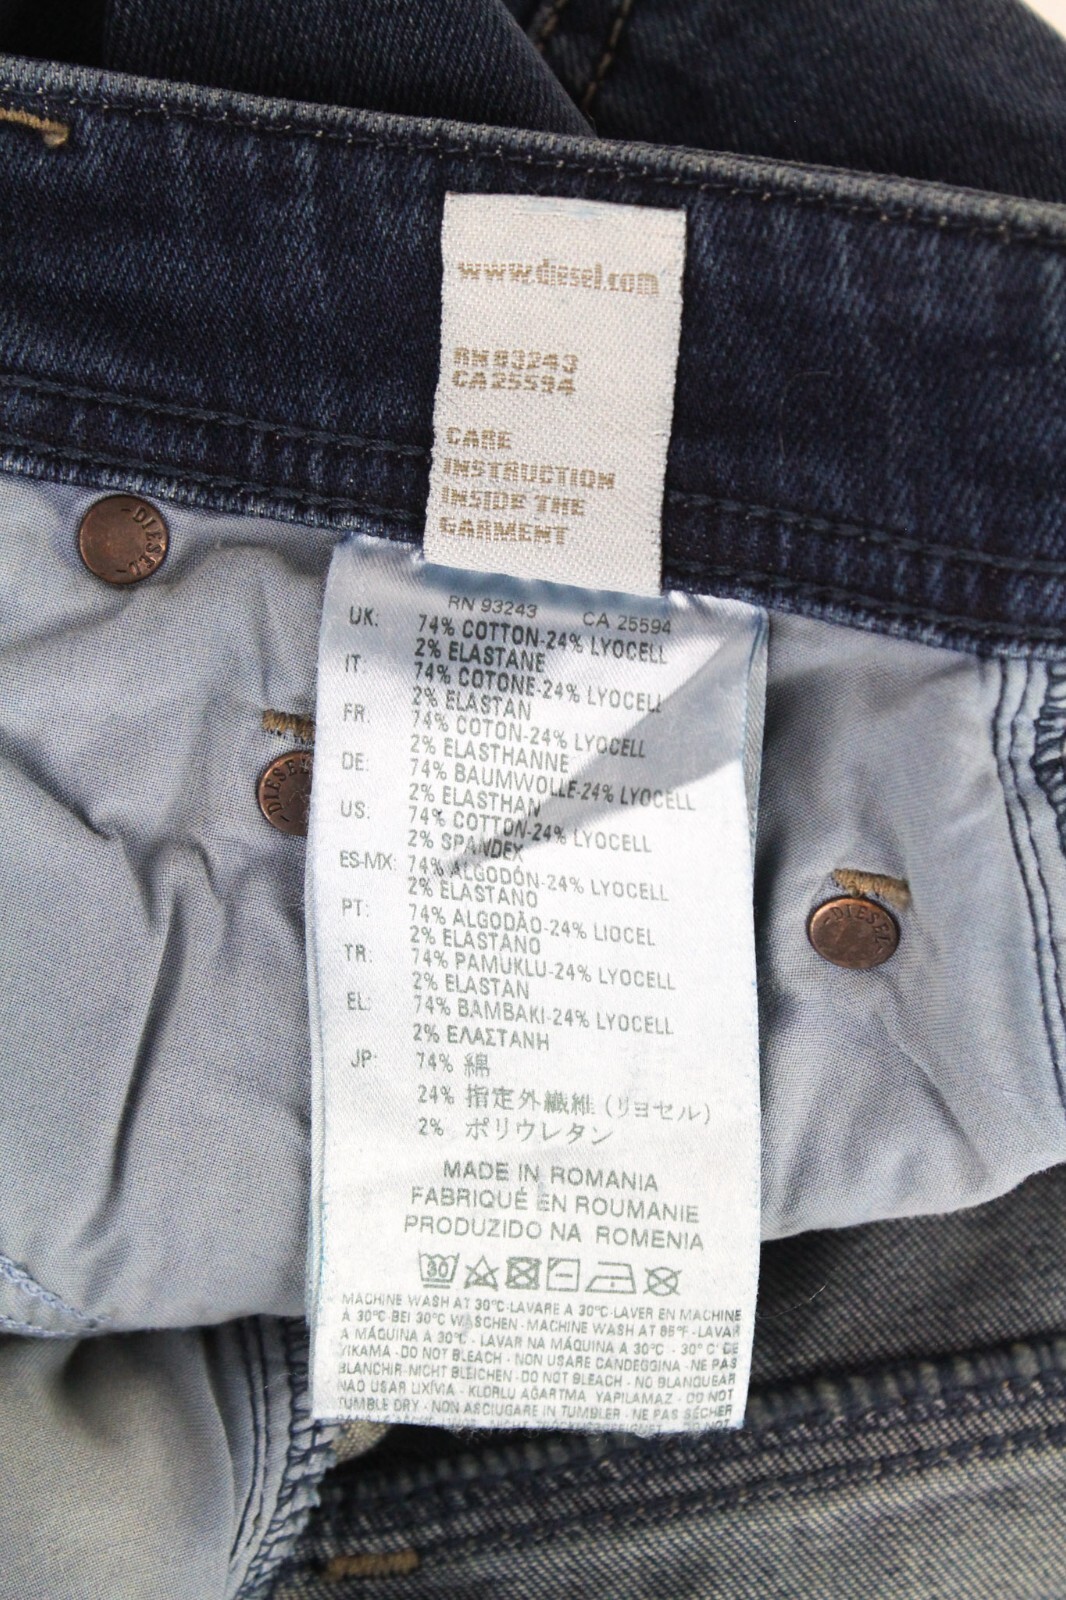 www.diesel.com
RN 93243
CA 25594
CARE
INSTRUCTION
INSIDE THE
GARMENT
DIESEL
DIESEL
DIESEL
RN 93243 CA 25594
UK: 74% COTTON-24% LYOCELL
2% ELASTANE
IT: 74% COTONE-24% LYOCELL
2% ELASTAN
FR: 74% COTON-24% LYOCELL
2% ELASTHANNE
DE: 74% BAUMWOLLE-24% LYOCELL
2% ELASTHAN
US: 74% COTTON-24% LYOCELL
2% SPANDEX
ES-MX: 74% ALGODÓN-24% LYOCELL
2% ELASTANO
PT: 74% ALGODÃO-24% LIOCEL
2% ELASTANO
TR: 74% PAMUKLU-24% LYOCELL
2% ELASTAN
EL: 74% BAMBAKI-24% LYOCELL
2% ΕΛΑΣΤΑΝΗ
JP: 74% 綿
24% 指定外繊維 (リヨセル)
2% ポリウレタン
MADE IN ROMANIA
FABRIQUÉ EN ROUMANIE
PRODUZIDO NA ROMENIA
30
MACHINE WASH AT 30°C-LAVARE A 30°C-LAVER EN MACHINE
À 30°C-BEI 30°C WASCHEN - MACHINE WASH AT 85°F - LAVAR
A MÁQUINA A 30°C - LAVAR NA MÁQUINA A 30°C - 30° C'DE
YIKAMA - DO NOT BLEACH - NON USARE CANDEGGINA - NE PAS
BLANCHIR-NICHT BLEICHEN - DO NOT BLEACH - NO BLANQUEAR
NÃO USAR LIXÍVIA - KLORLU AGARTMA YAPILAMAZ - DO NOT
TUMBLE DRY - NON ASCIUGARE IN TUMBLER - NE PAS SÉCHER